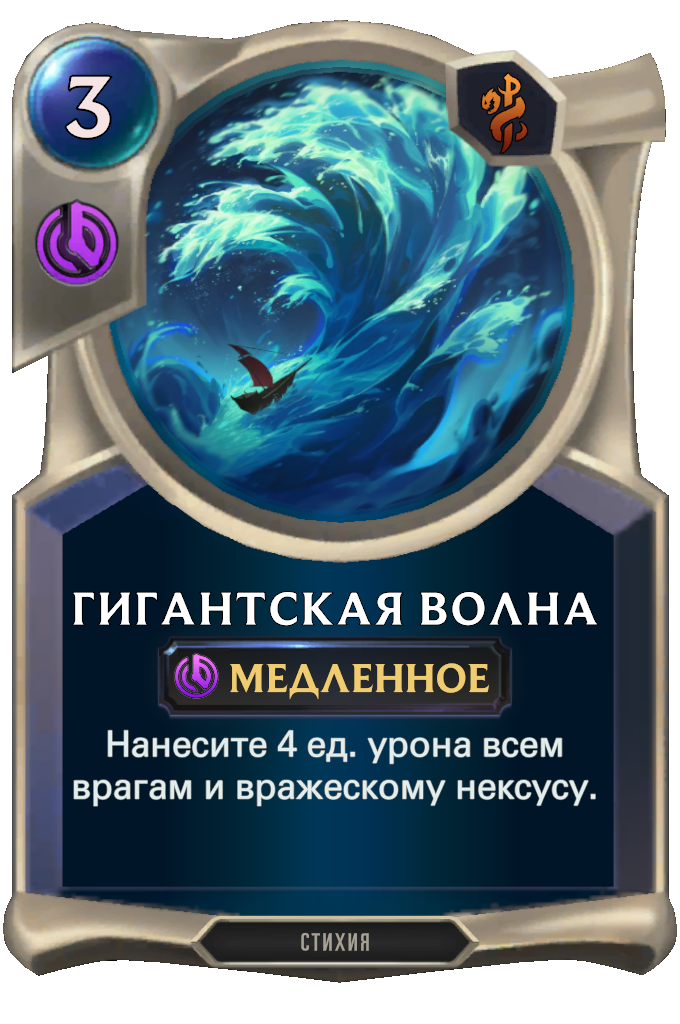 3
ГИГАНТСКАЯ ВОЛНА
МЕДЛЕННОЕ
Нанесите 4 ед. урона всем
врагам и вражескому нексусу.
СТИХИЯ